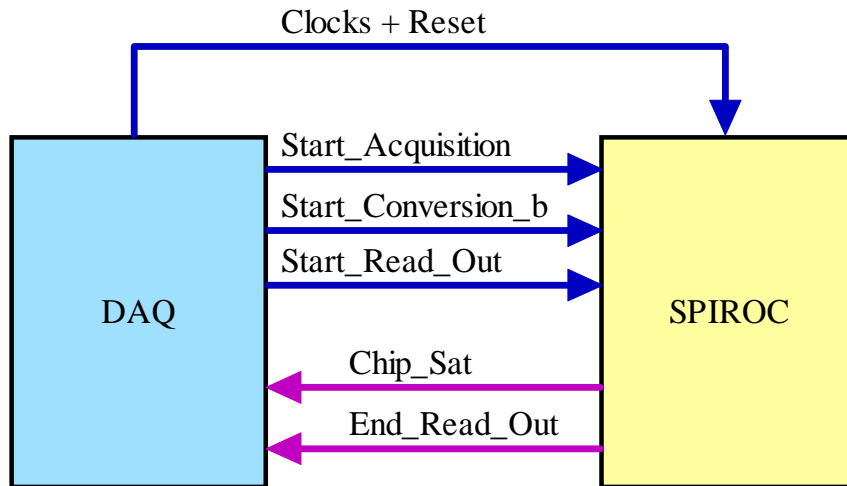 Clocks + Reset
Start_Acquisition
Start_Conversion_b
Start_Read_Out
DAQ
SPIROC
Chip_Sat
End_Read_Out